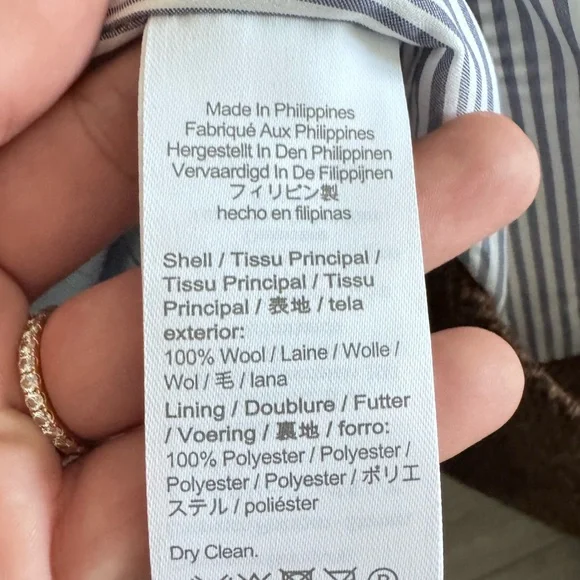 Made In Philippines
Fabriqué Aux Philippines
Hergestellt In Den Philippinen
Vervaardigd In De Filippijnen
フィリピン製
hecho en filipinas
Shell / Tissu Principal /
Tissu Principal / Tissu
Principal / 表地 / tela
exterior:
100% Wool / Laine / Wolle /
Wol / 毛 / lana
Lining / Doublure / Futter
/ Voering / 裏地 / forro:
100% Polyester / Polyester /
Polyester / Polyester / ポリエ
ステル / poliéster
Dry Clean.